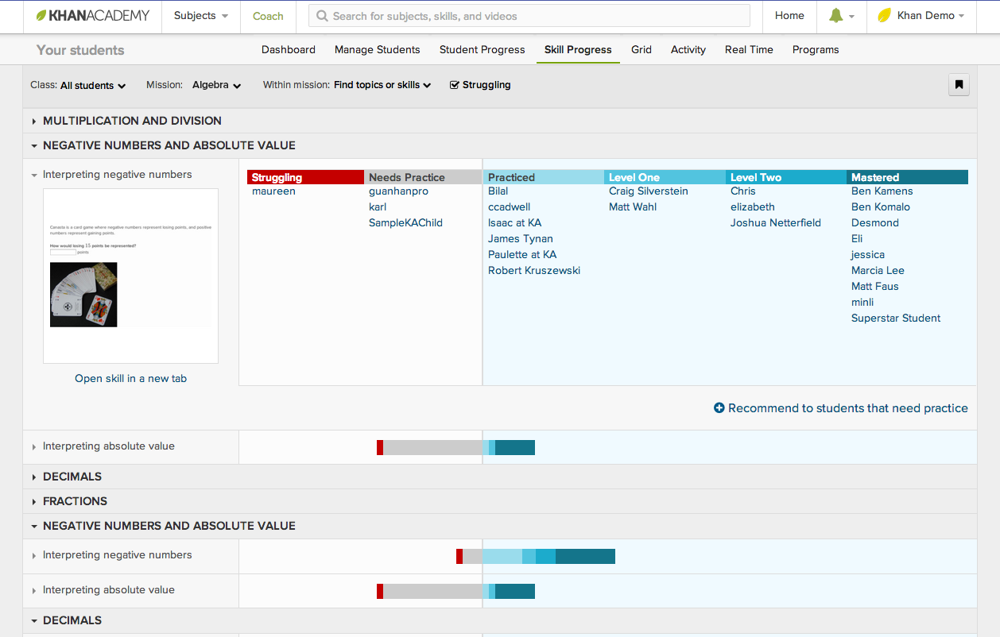 KHANACADEMY Subjects Coach Search for subjects, skills, and videos Home Khan Demo
Your students Dashboard Manage Students Student Progress Skill Progress Grid Activity Real Time Programs
Class: All students Mission: Algebra Within mission: Find topics or skills Struggling
MULTIPLICATION AND DIVISION
NEGATIVE NUMBERS AND ABSOLUTE VALUE
Interpreting negative numbers
Canasta is a card game where negative numbers represent losing points, and positive
numbers represent gaining points.
How would losing 15 points be represented?
points
Open skill in a new tab
Struggling Needs Practice Practiced Level One Level Two Mastered
maureen guanhanpro Bilal Craig Silverstein Chris Ben Kamens
karl ccadwell Matt Wahl elizabeth Ben Komalo
SampleKAChild Isaac at KA Joshua Netterfield Desmond
James Tynan Eli
Paulette at KA jessica
Robert Kruszewski Marcia Lee
Matt Faus
minli
Superstar Student
Recommend to students that need practice
Interpreting absolute value
DECIMALS
FRACTIONS
NEGATIVE NUMBERS AND ABSOLUTE VALUE
Interpreting negative numbers
Interpreting absolute value
DECIMALS